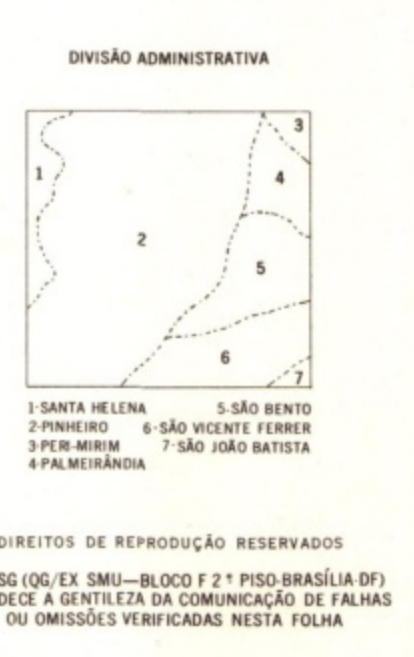 DIVISÃO ADMINISTRATIVA
3
1
4
2
5
6
7
1-SANTA HELENA 5-SÃO BENTO
2-PINHEIRO 6-SÃO VICENTE FERRER
3-PERI-MIRIM 7-SÃO JOÃO BATISTA
4-PALMEIRÂNDIA
DIREITOS DE REPRODUÇÃO RESERVADOS
SG (QG/EX SMU—BLOCO F 2º PISO-BRASÍLIA-DF)
DECE A GENTILEZA DA COMUNICAÇÃO DE FALHAS
OU OMISSÕES VERIFICADAS NESTA FOLHA